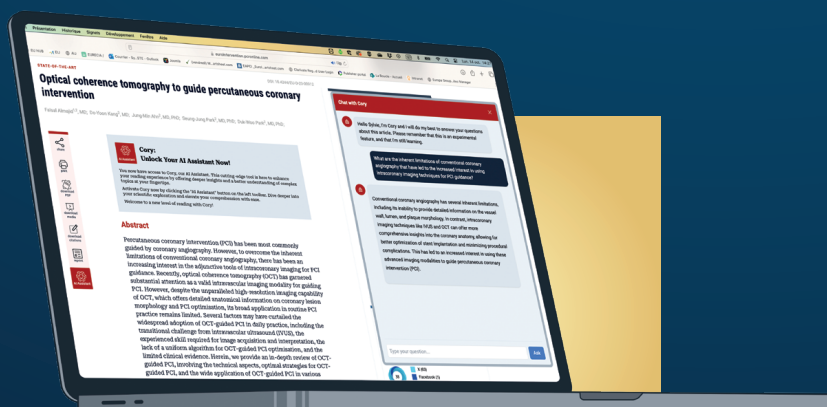 Présentation Historique Signets Développement Fenêtre Aide
STATE-OF-THE-ART
Optical coherence tomography to guide percutaneous coronary
intervention
share
print
download
download
media
download
citations
AI Assistant
Cory:
Unlock Your AI Assistant Now!
You now have access to Cory, our AI Assistant. This cutting-edge tool is here to enhance
your reading experience by offering deeper insights and a better understanding of complex
topics at your fingertips.
Activate Cory now by clicking the "AI Assistant" button on the left toolbar. Dive deeper into
your scientific exploration and elevate your comprehension with ease.
Welcome to a new level of reading with Cory!
Abstract
Percutaneous coronary intervention (PCI) has been most commonly
guided by coronary angiography. However, to overcome the inherent
limitations of conventional coronary angiography, there has been an
increasing interest in the adjunctive tools of intracoronary imaging for PCI
guidance. Recently, optical coherence tomography (OCT) has garnered
substantial attention as a valid intravascular imaging modality for guiding
PCI. However, despite the unparalleled high-resolution imaging capability
of OCT, which offers detailed anatomical information on coronary lesion
morphology and PCI optimisation, its broad application in routine PCI
practice remains limited. Several factors may have curtailed the
widespread adoption of OCT-guided PCI in daily practice, including the
transitional challenge from intravascular ultrasound (IVUS), the
experienced skill required for image acquisition and interpretation, the
lack of a uniform algorithm for OCT-guided PCI optimisation, and the
limited clinical evidence. Herein, we provide an in-depth review of OCT-
guided PCI, involving the technical aspects, optimal strategies for OCT-
guided PCI, and the wide application of OCT-guided PCI in various
Chat with Cory
Hello Sylvie, I'm Cory and I will do my best to answer your questions
about this article. Please remember that this is an experimental
feature, and that I'm still learning.
What are the inherent limitations of conventional coronary
angiography that have led to the increased interest in using
intracoronary imaging techniques for PCI guidance?
Conventional coronary angiography has several inherent limitations,
including its inability to provide detailed information on the vessel
wall, lumen, and plaque morphology. In contrast, intracoronary
imaging techniques like IVUS and OCT can offer more
comprehensive insights into the coronary anatomy, allowing for
better optimization of stent implantation and minimizing procedural
complications. This has led to an increased interest in using these
advanced imaging modalities to guide percutaneous coronary
intervention (PCI).
Type your question...
Ask
Facebook